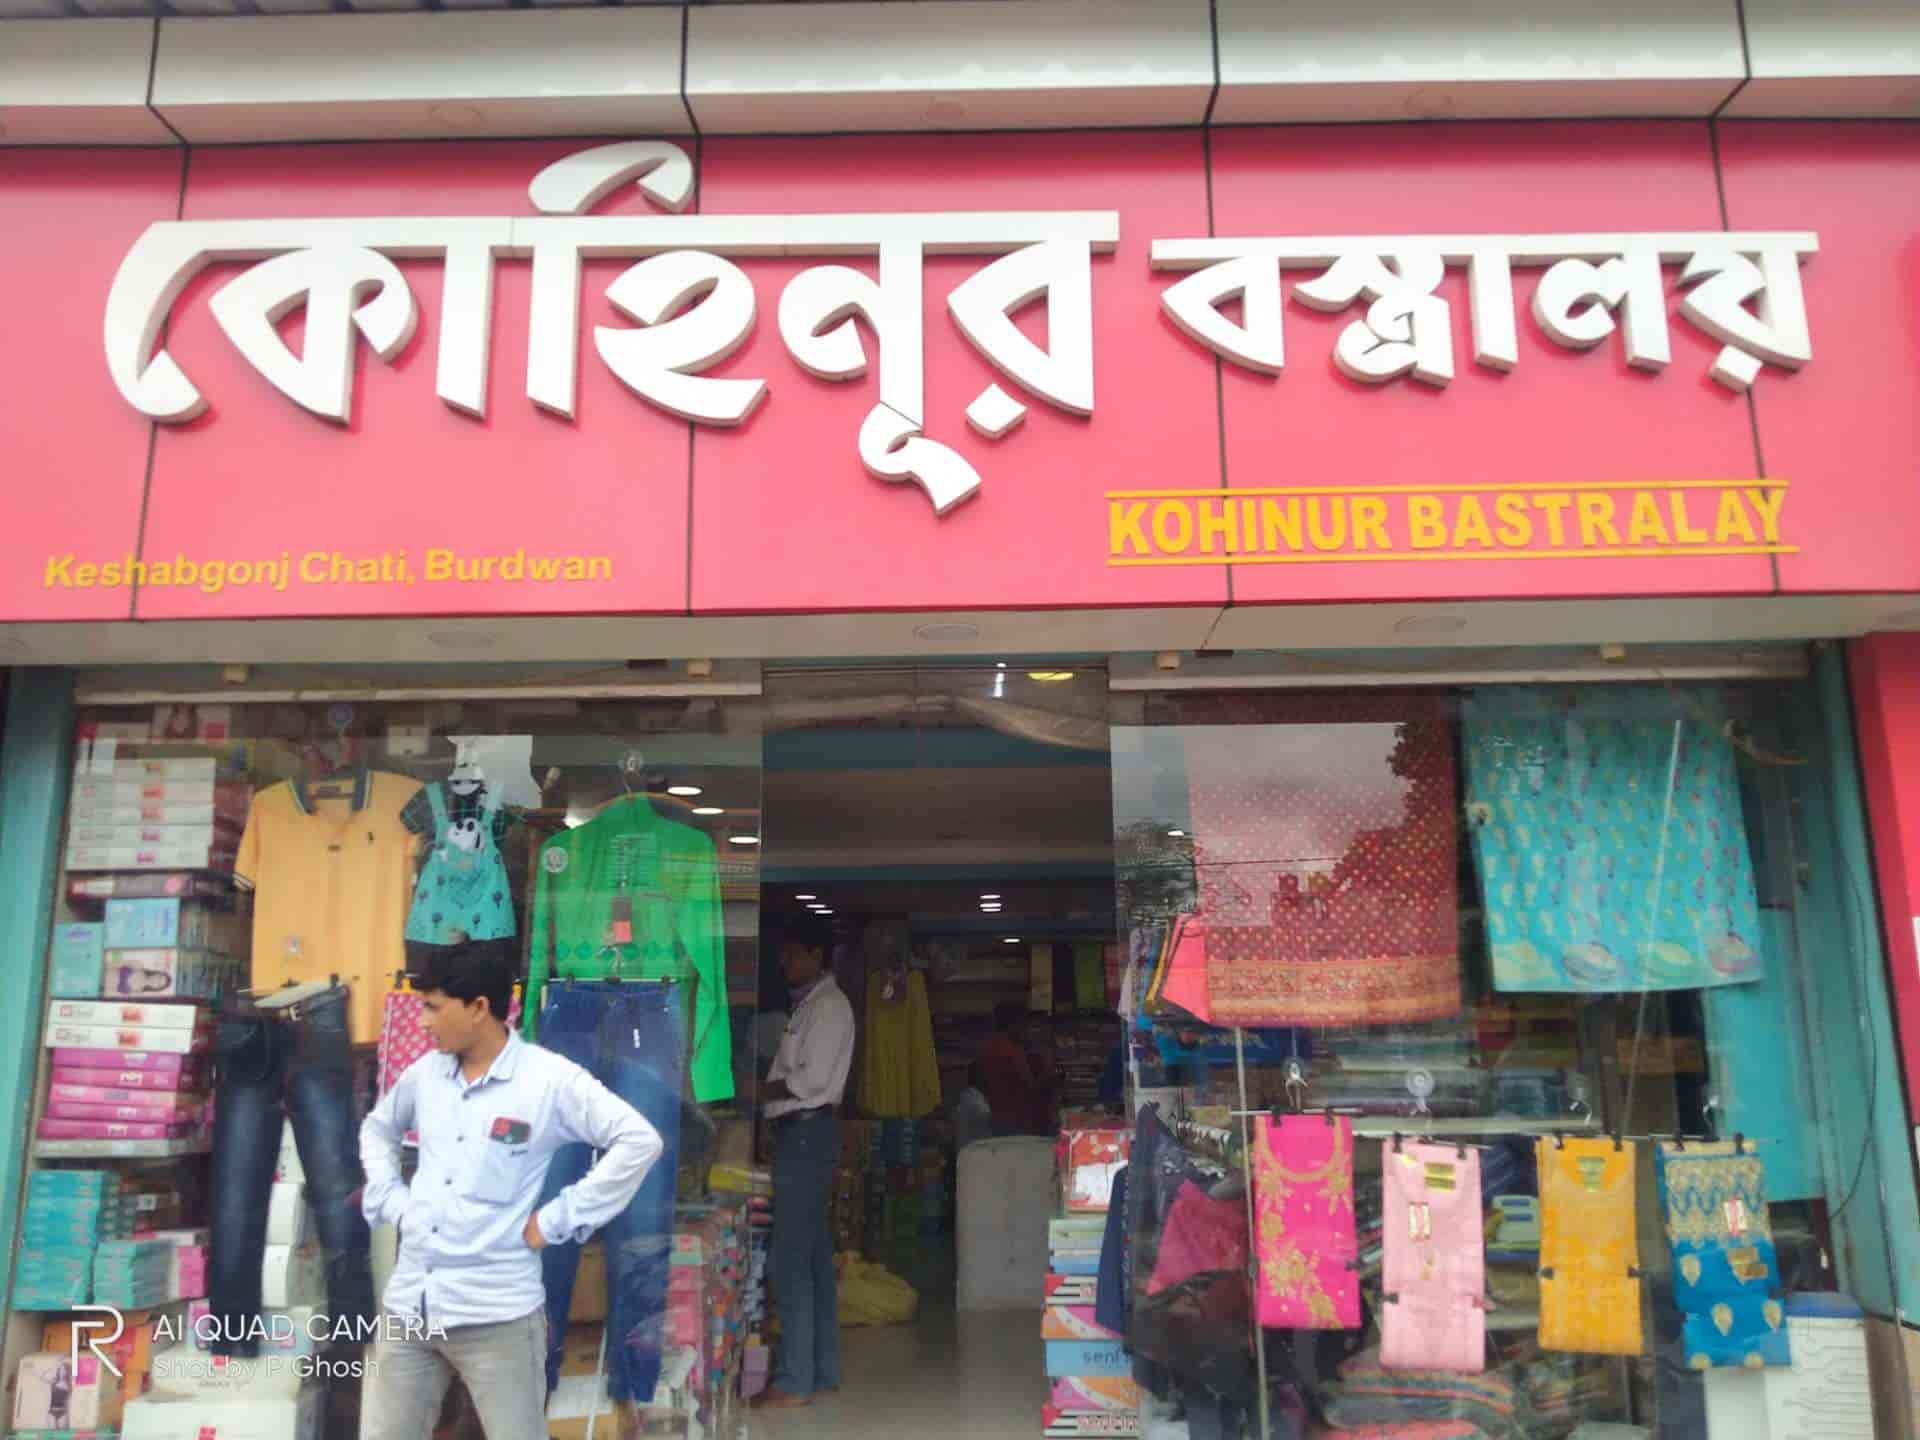 কোহিনূর বস্ত্রালয়
KOHINUR BASTRALAY
Keshabgonj Chati, Burdwan
AI QUAD CAMERA
Shot by P Ghosh